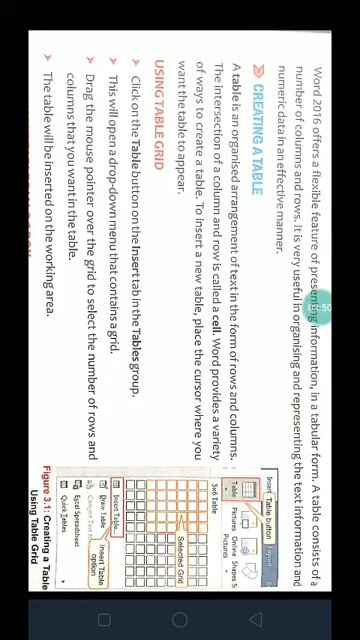 Word 2016 offers a flexible feature of presenting information, in a tabular form. A table consists of a
number of columns and rows. It is very useful in organising and representing the text information and
numeric data in an effective manner.
CREATING A TABLE
A table is an organised arrangement of text in the form of rows and columns.
The intersection of a column and row is called a cell. Word provides a variety
of ways to create a table. To insert a new table, place the cursor where you
want the table to appear.
USING TABLE GRID
➤ Click on the Table button on the Insert tab in the Tables group.
➤ This will open a drop-down menu that contains a grid.
➤ Drag the mouse pointer over the grid to select the number of rows and
columns that you want in the table.
➤ The table will be inserted on the working area.
Insert Table button Layout
Table Pictures Online Shapes
Pictures
5x6 Table
Selected Grid
Insert Table...
Draw Table
Insert Table
option
Excel Spreadsheet
Quick Tables
Figure 3.1: Creating a Table
Using Table Grid